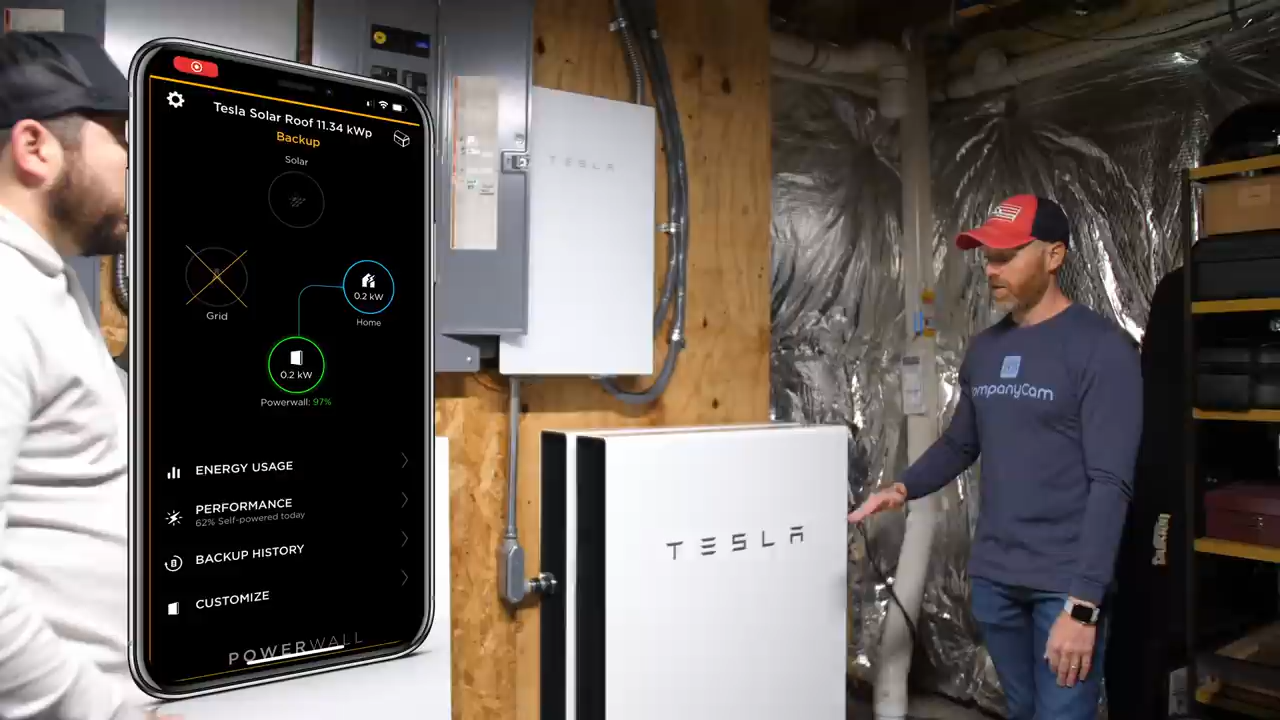 Tesla Solar Roof 11.34 kWp
Backup
Solar
Grid
0.2 kW
Home
0.2 kW
Powerwall: 97%
ENERGY USAGE
PERFORMANCE
62% Self-powered today
BACKUP HISTORY
CUSTOMIZE
POWERWALL
TESLA
TESLA
ompanyCam